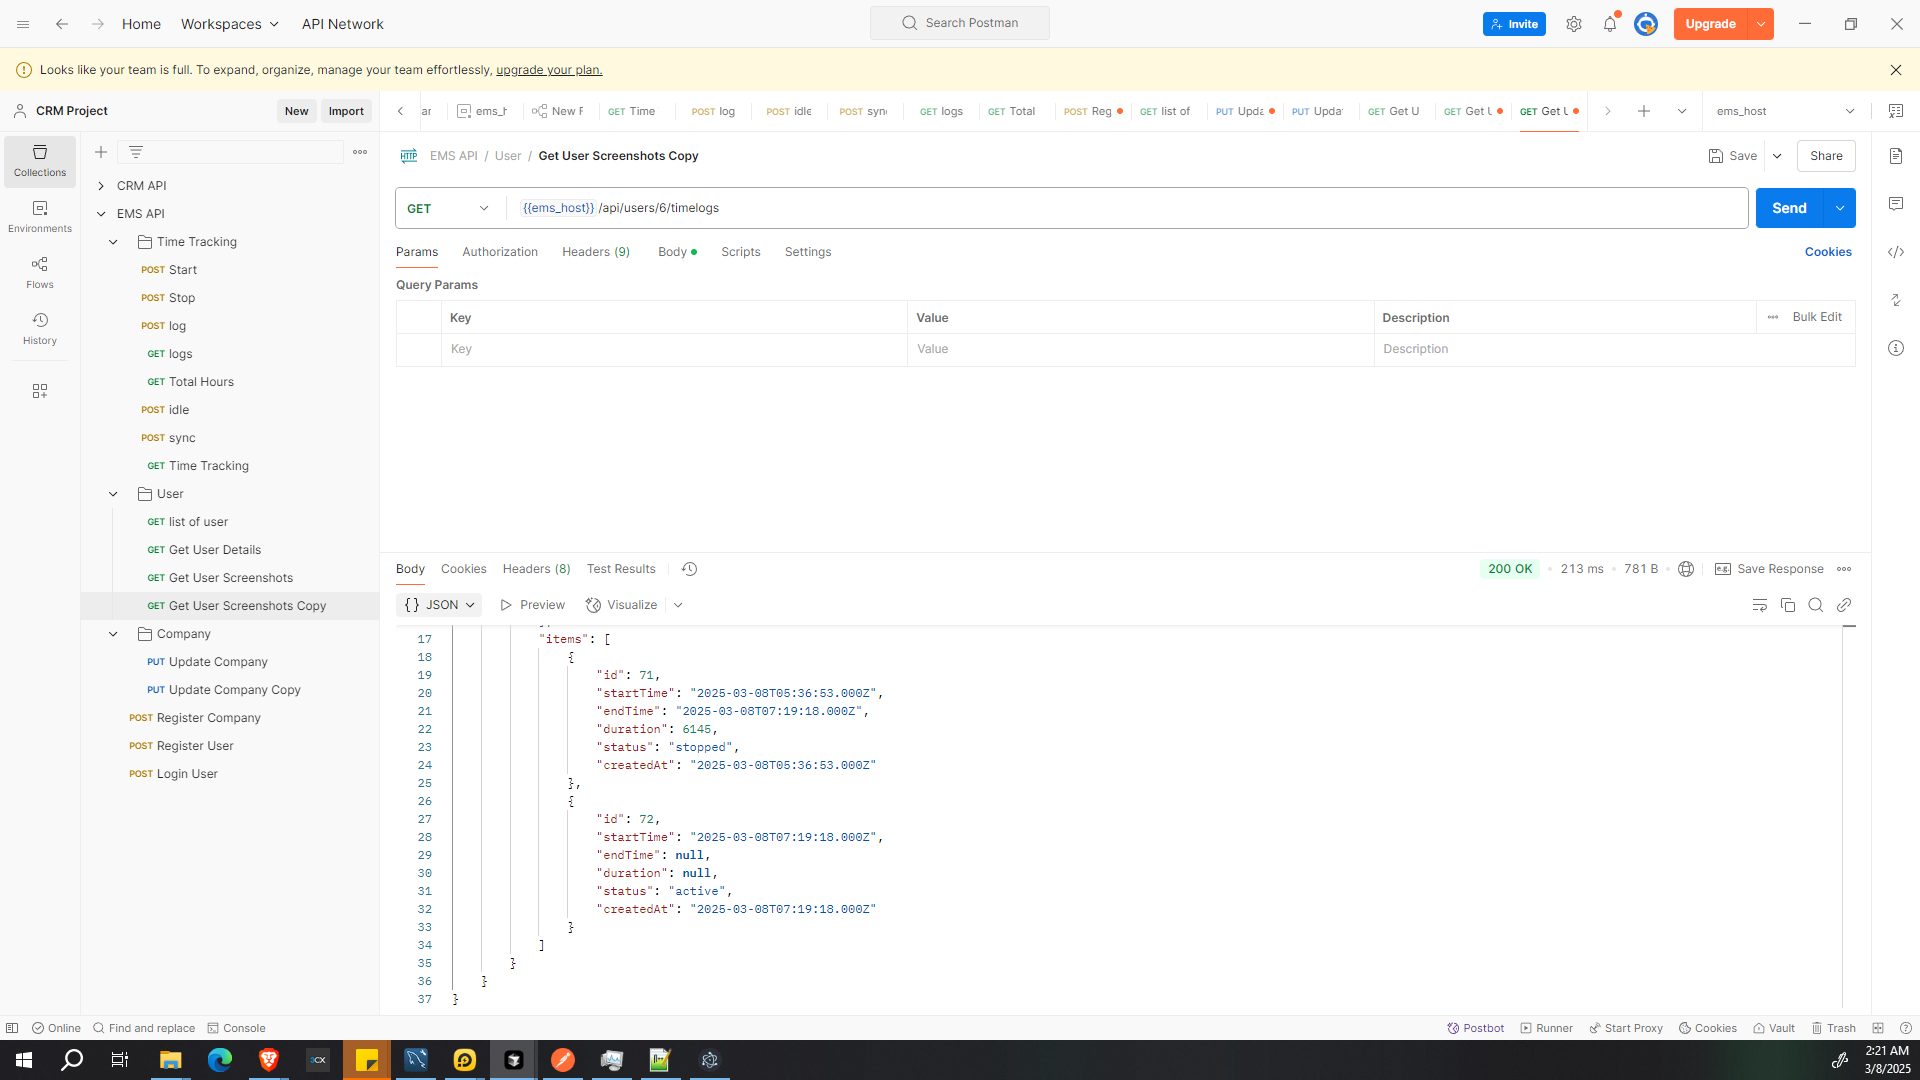 Home
Workspaces
API Network
Search Postman
Invite
Upgrade
Looks like your team is full. To expand, organize, manage your team effortlessly, upgrade your plan.
CRM Project
New
Import
ems_h
New F
GET Time
POST log
POST idle
POST syn
GET logs
GET Total
POST Reg
GET list of
PUT Upda
PUT Upda
GET Get U
GET Get U
GET Get U
ems_host
Collections
Environments
Flows
History
CRM API
EMS API
Time Tracking
POST Start
POST Stop
POST log
GET logs
GET Total Hours
POST idle
POST sync
GET Time Tracking
User
GET list of user
GET Get User Details
GET Get User Screenshots
GET Get User Screenshots Copy
Company
PUT Update Company
PUT Update Company Copy
POST Register Company
POST Register User
POST Login User
HTTP EMS API / User / Get User Screenshots Copy
Save
Share
GET
{{ems_host}} /api/users/6/timelogs
Send
Params
Authorization
Headers (9)
Body
Scripts
Settings
Cookies
Query Params
Key Value Description Bulk Edit
Key Value Description
Body
Cookies
Headers (8)
Test Results
200 OK
213 ms
781 B
e.g. Save Response
{} JSON
Preview
Visualize
17 "items": [
18 {
19 "id": 71,
20 "startTime": "2025-03-08T05:36:53.000Z",
21 "endTime": "2025-03-08T07:19:18.000Z",
22 "duration": 6145,
23 "status": "stopped",
24 "createdAt": "2025-03-08T05:36:53.000Z"
25 },
26 {
27 "id": 72,
28 "startTime": "2025-03-08T07:19:18.000Z",
29 "endTime": null,
30 "duration": null,
31 "status": "active",
32 "createdAt": "2025-03-08T07:19:18.000Z"
33 }
34 ]
35 }
36 }
37 }
Online
Find and replace
Console
Postbot
Runner
Start Proxy
Cookies
Vault
Trash
2:21 AM
3/8/2025